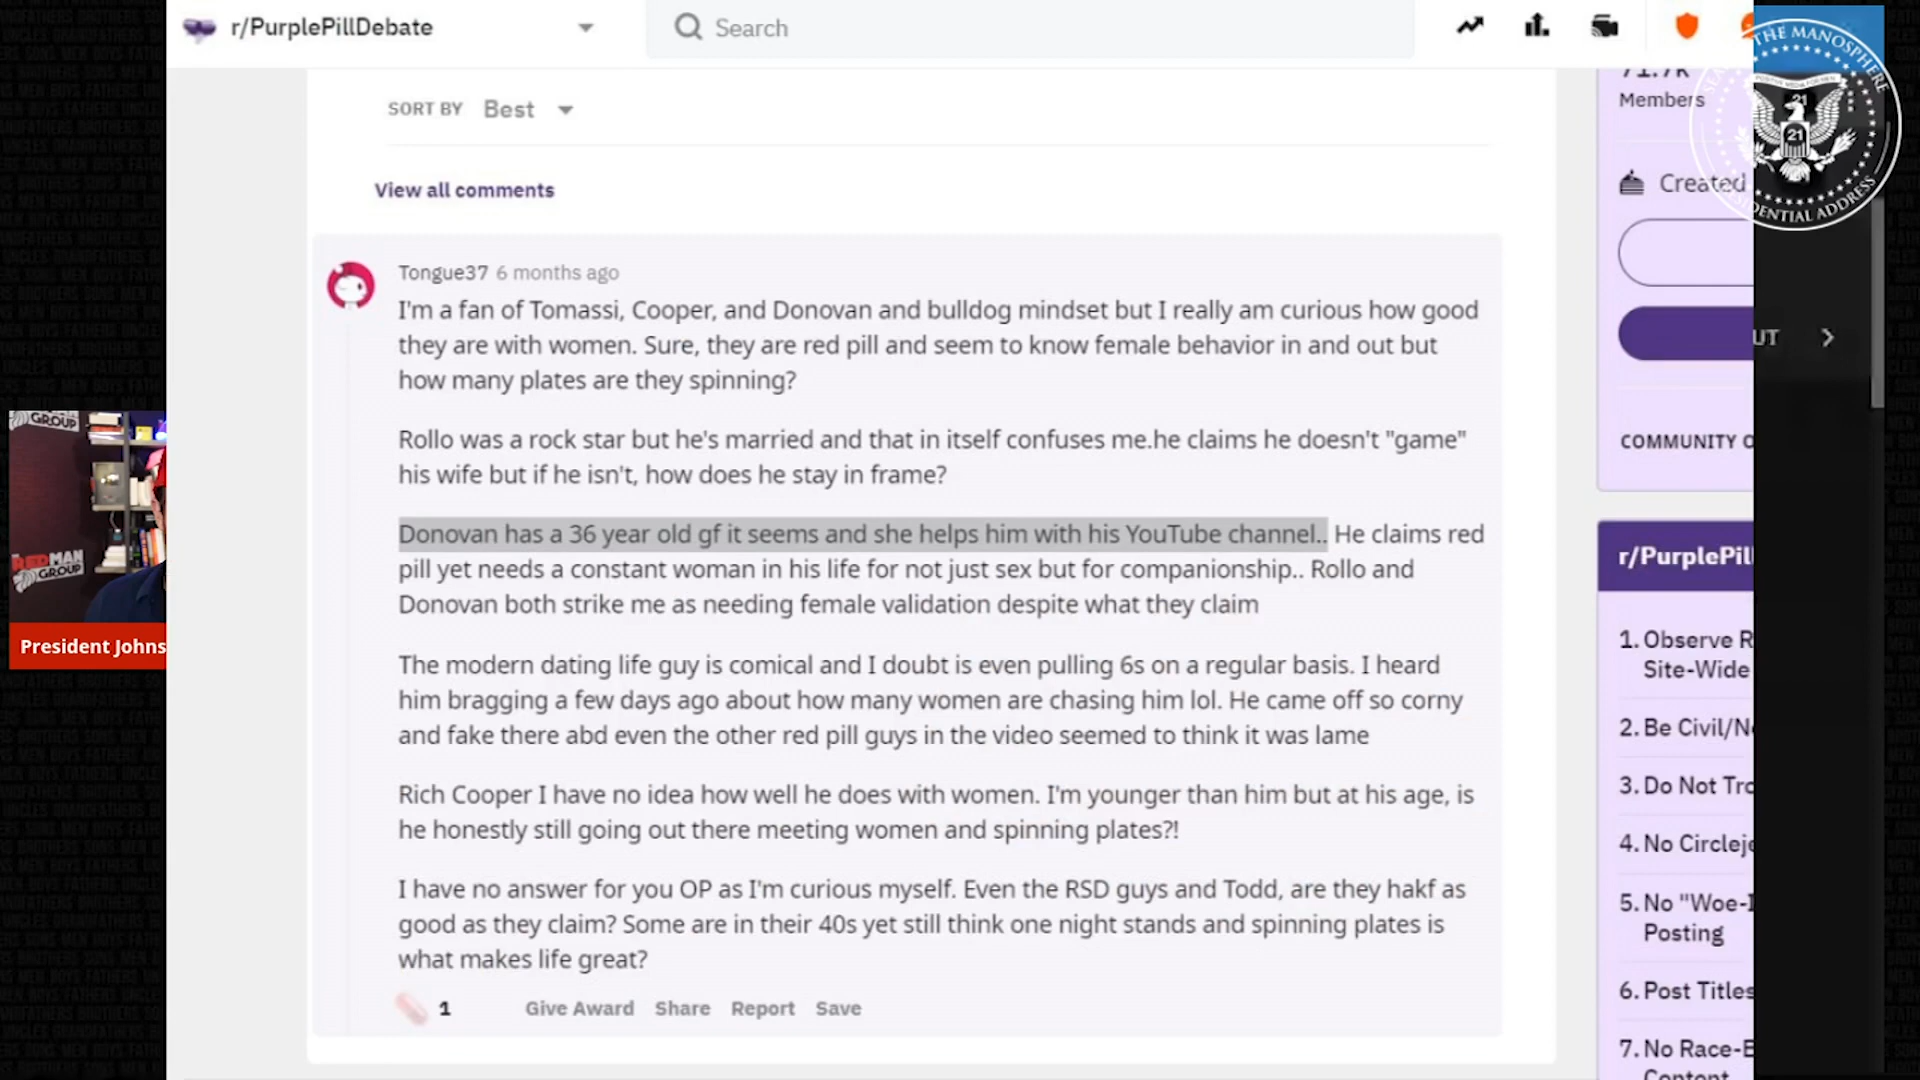 r/PurplePillDebate
Search
SORT BY Best
View all comments
Tongue37 6 months ago
I'm a fan of Tomassi, Cooper, and Donovan and bulldog mindset but I really am curious how good
they are with women. Sure, they are red pill and seem to know female behavior in and out but
how many plates are they spinning?
Rollo was a rock star but he's married and that in itself confuses me.he claims he doesn't "game"
his wife but if he isn't, how does he stay in frame?
Donovan has a 36 year old gf it seems and she helps him with his YouTube channel.. He claims red
pill yet needs a constant woman in his life for not just sex but for companionship.. Rollo and
Donovan both strike me as needing female validation despite what they claim
The modern dating life guy is comical and I doubt is even pulling 6s on a regular basis. I heard
him bragging a few days ago about how many women are chasing him lol. He came off so corny
and fake there abd even the other red pill guys in the video seemed to think it was lame
Rich Cooper I have no idea how well he does with women. I'm younger than him but at his age, is
he honestly still going out there meeting women and spinning plates?!
I have no answer for you OP as I'm curious myself. Even the RSD guys and Todd, are they hakf as
good as they claim? Some are in their 40s yet still think one night stands and spinning plates is
what makes life great?
1 Give Award Share Report Save
71.7K
Members
Created
UT
COMMUNITY O
r/PurplePil
1. Observe R
Site-Wide
2. Be Civil/No
3. Do Not Tro
4. No Circleje
5. No "Woe-I
Posting
6. Post Titles
7. No Race-B
Content
THE MANOSPHERE
21
21
GROUP
REDMAN
GROUP
President Johns